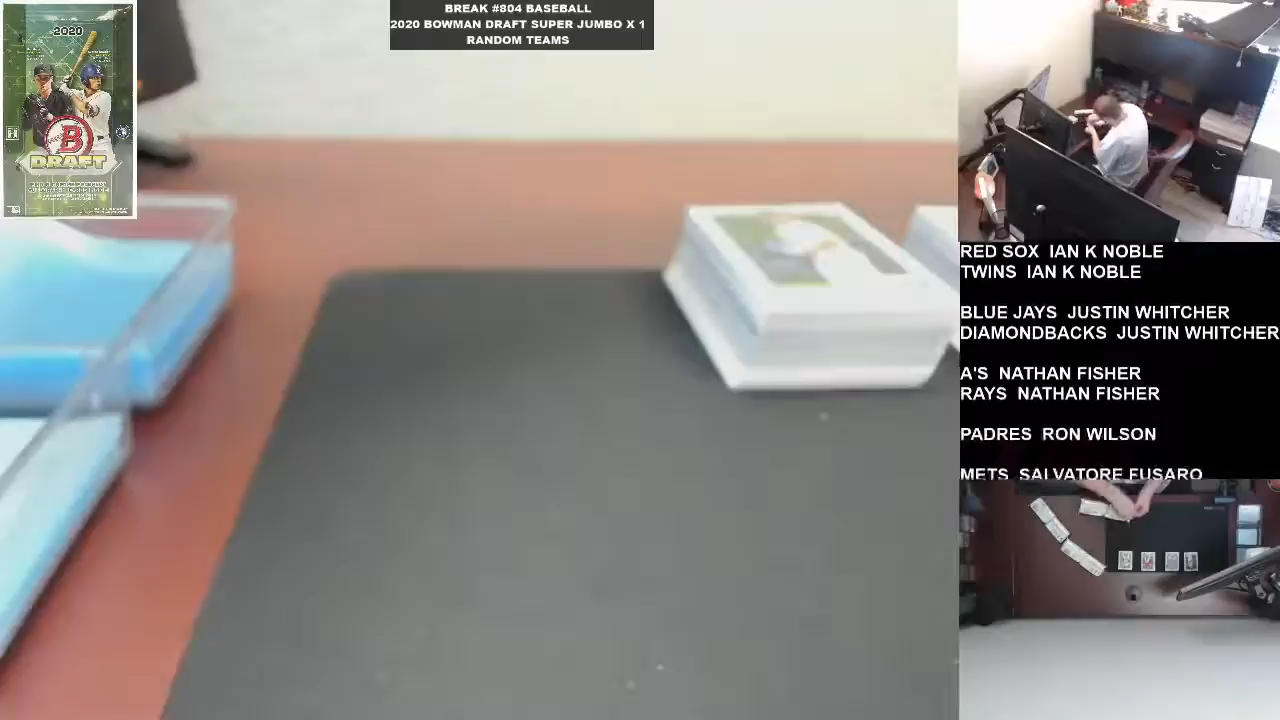 BREAK #804 BASEBALL
2020 BOWMAN DRAFT SUPER JUMBO X 1
RANDOM TEAMS
2020
B
DRAFT
RED SOX IAN K NOBLE
TWINS IAN K NOBLE
BLUE JAYS JUSTIN WHITCHER
DIAMONDBACKS JUSTIN WHITCHER
A'S NATHAN FISHER
RAYS NATHAN FISHER
PADRES RON WILSON
METS SALVATORE FUSARO